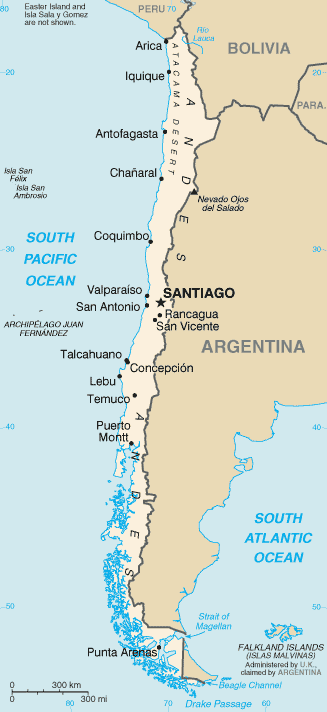 Easter Island and
Isla Sala y Gomez
are not shown.
80
PERU
70
Arica
Río
Lauca
BOLIVIA
20
20
Iquique
PARA.
ATACAMA DESERT
ANDES
Antofagasta
Chañaral
Isla San
Félix
Isla San
Ambrosio
Nevado Ojos
del Salado
SOUTH
PACIFIC
OCEAN
Coquimbo
30
30
Valparaíso
SANTIAGO
San Antonio
Rancagua
San Vicente
ARCHIPÉLAGO JUAN
FERNÁNDEZ
ARGENTINA
Talcahuano
Concepción
Lebu
Temuco
Puerto
Montt
40
40
ANDES
SOUTH
ATLANTIC
OCEAN
50
50
Strait of
Magellan
FALKLAND ISLANDS
(ISLAS MALVINAS)
Administered by U.K.,
claimed by ARGENTINA
Punta Arenas
Beagle Channel
Drake Passage
0 300 km
0 300 mi
80
70
60